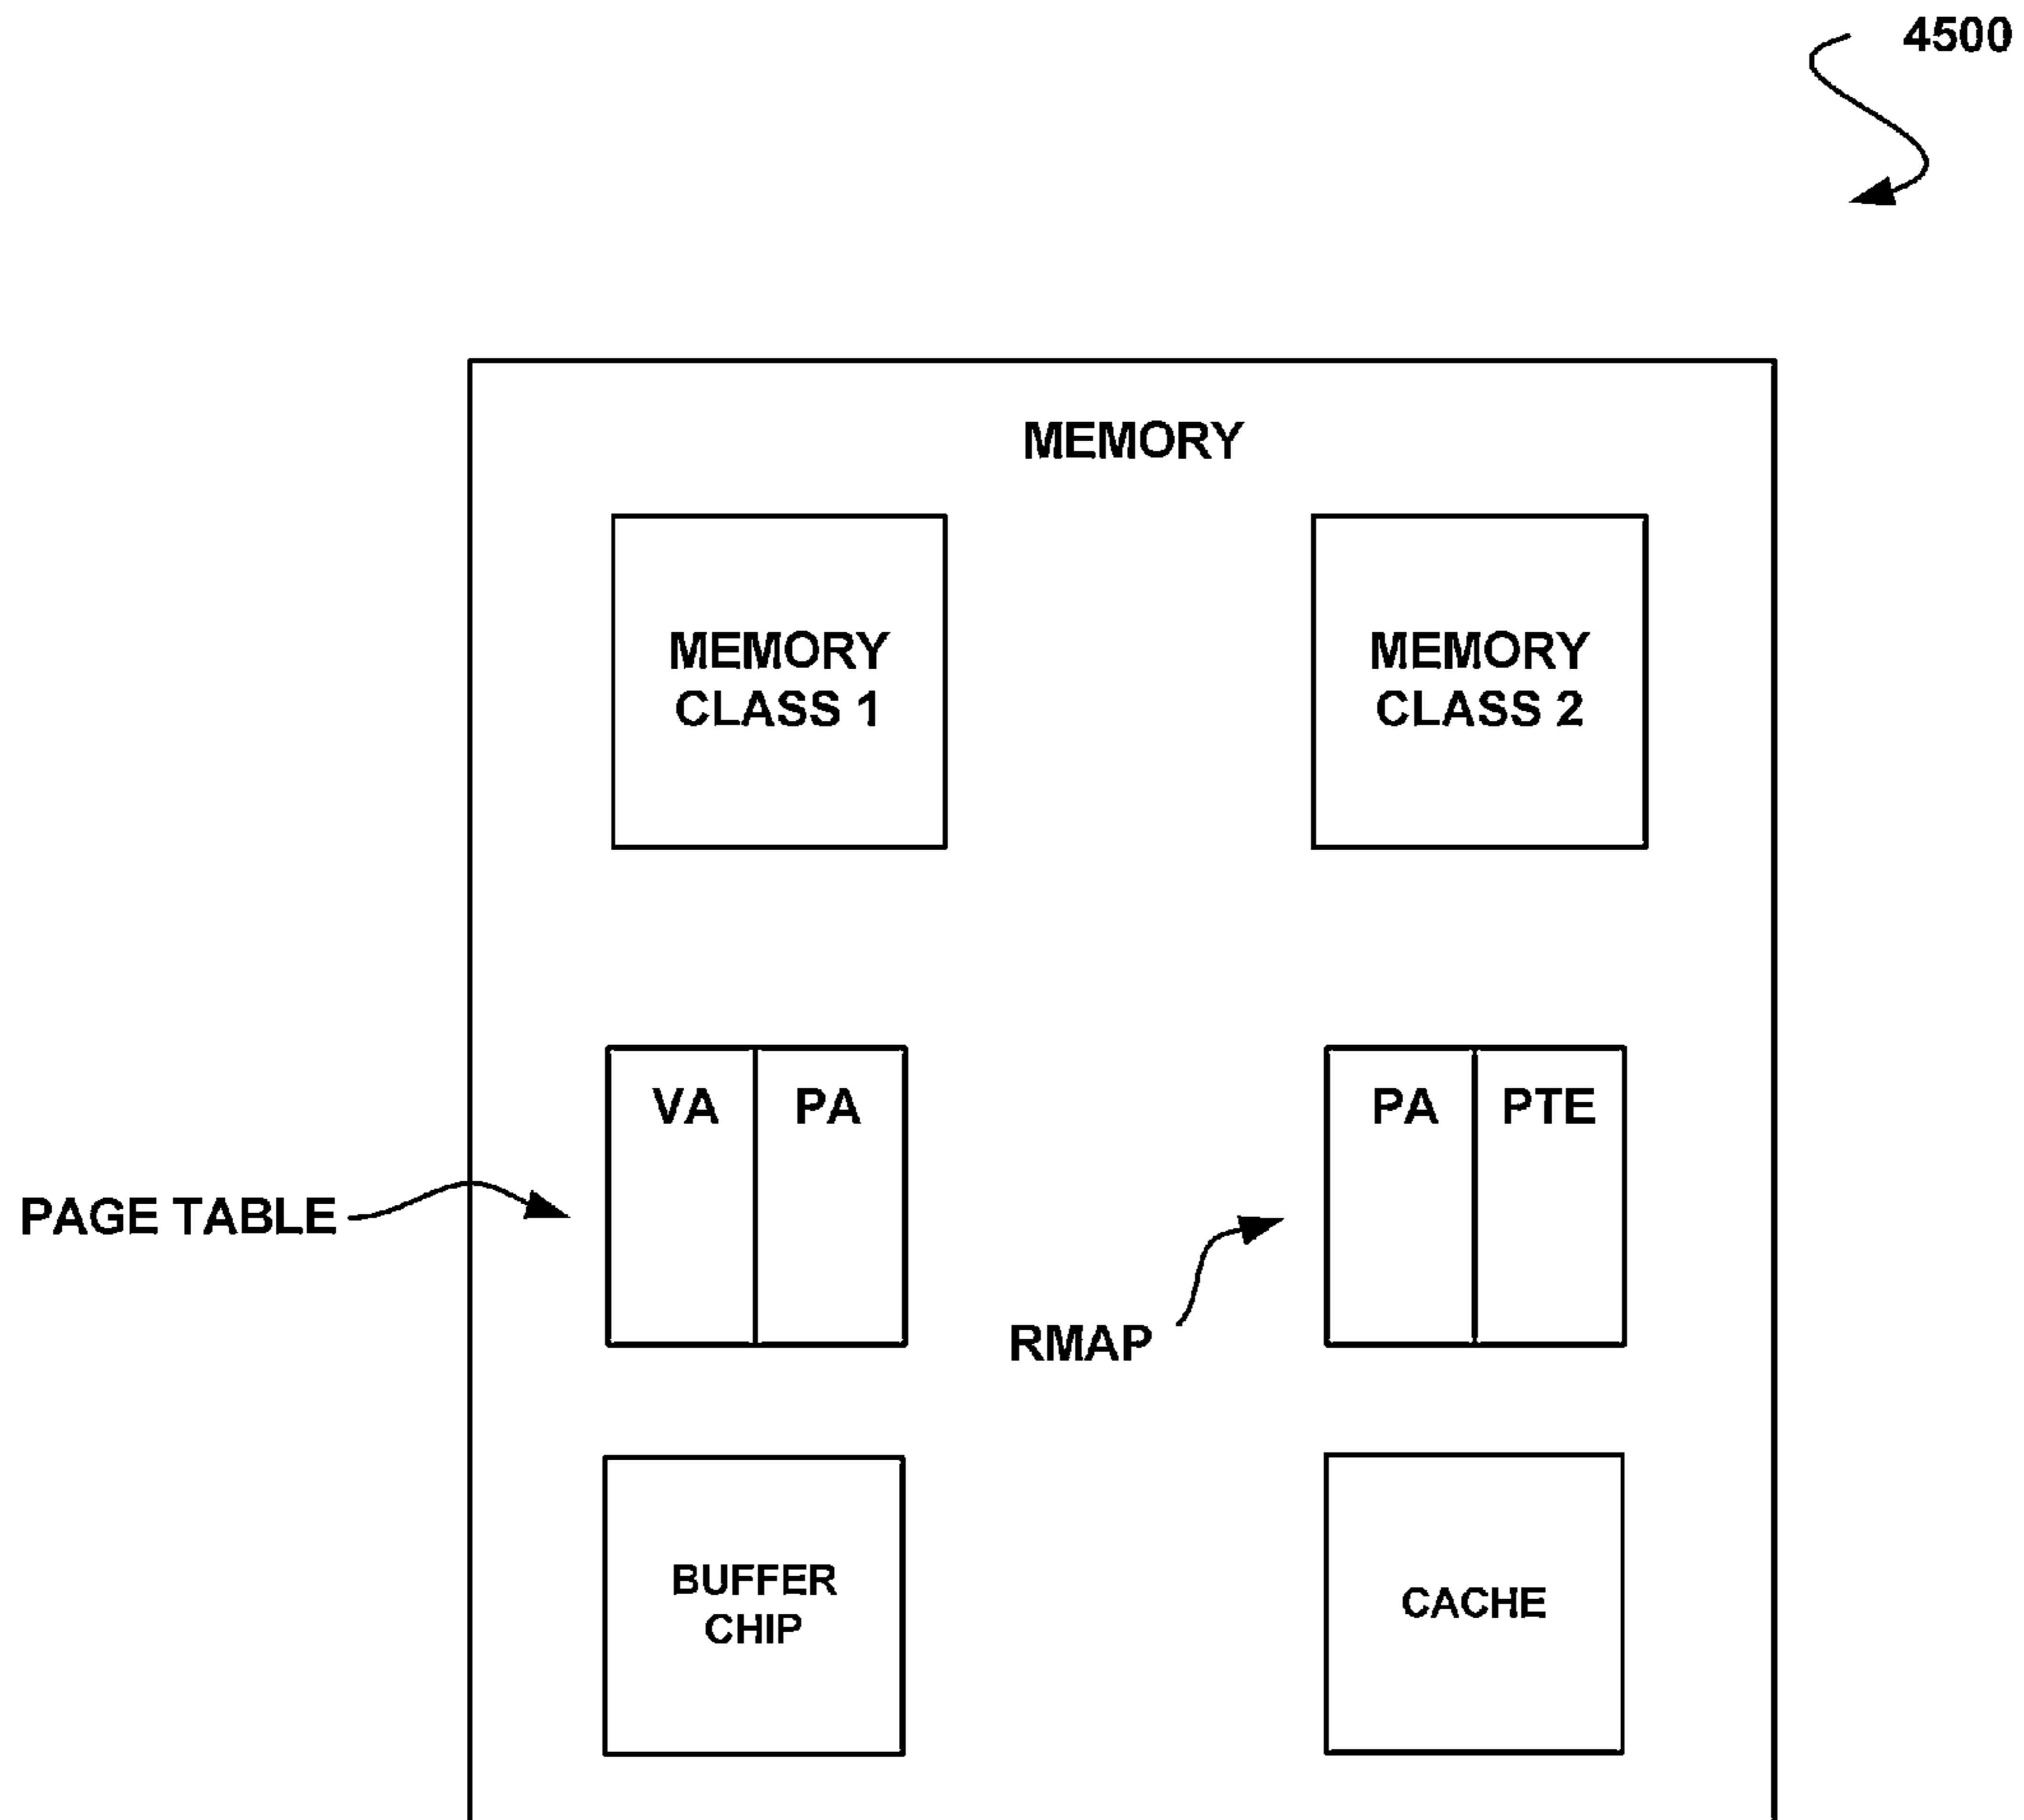 4500
MEMORY
MEMORY
CLASS 1
MEMORY
CLASS 2
VA
PA
PA
PTE
PAGE TABLE
RMAP
BUFFER
CHIP
CACHE